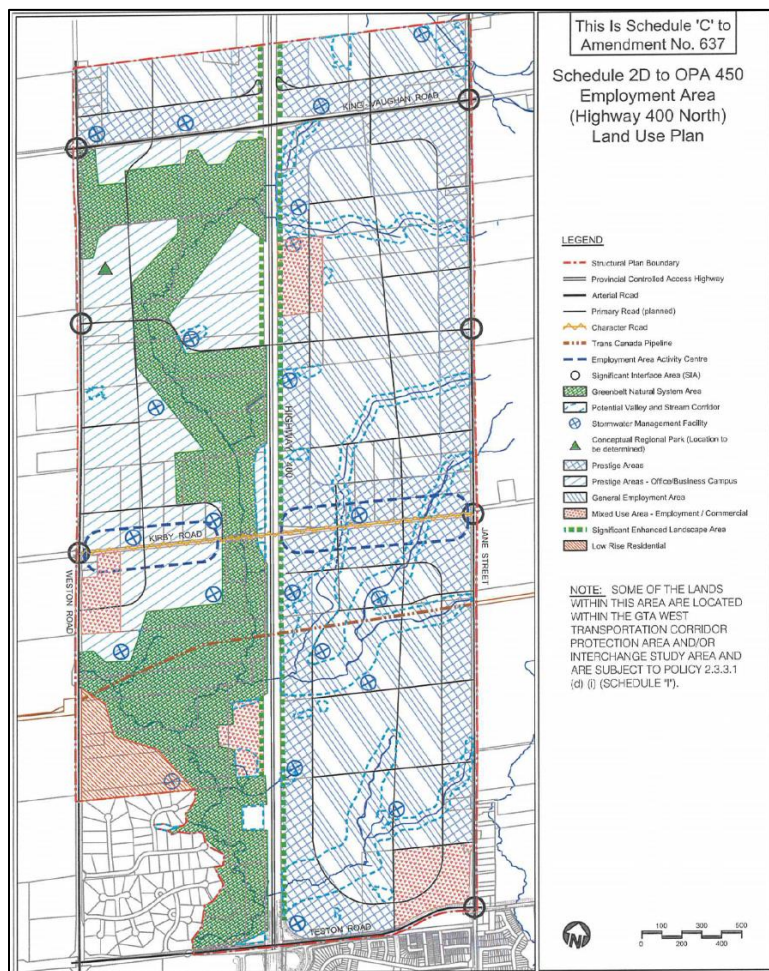 This Is Schedule 'C' to
Amendment No. 637
Schedule 2D to OPA 450
Employment Area
(Highway 400 North)
Land Use Plan
KING VAUGHAN ROAD
HIGHWAY 400
KIRBY ROAD
WESTON ROAD
JANE STREET
TESTON ROAD
LEGEND
Structural Plan Boundary
Provincial Controlled Access Highway
Arterial Road
Primary Road (planned)
Character Road
Trans Canada Pipeline
Employment Area Activity Centre
Significant Interface Area (SIA)
Greenbelt Natural System Area
Potential Valley and Stream Corridor
Stormwater Management Facility
Conceptual Regional Park (Location to
be determined)
Prestige Areas
Prestige Areas - Office/Business Campus
General Employment Area
Mixed Use Area - Employment / Commercial
Significant Enhanced Landscape Area
Low Rise Residential
NOTE: SOME OF THE LANDS
WITHIN THIS AREA ARE LOCATED
WITHIN THE GTA WEST
TRANSPORTATION CORRIDOR
PROTECTION AREA AND/OR
INTERCHANGE STUDY AREA AND
ARE SUBJECT TO POLICY 2.3.3.1
(d) (i) (SCHEDULE 'I').
N
100 200 300 400 500
0